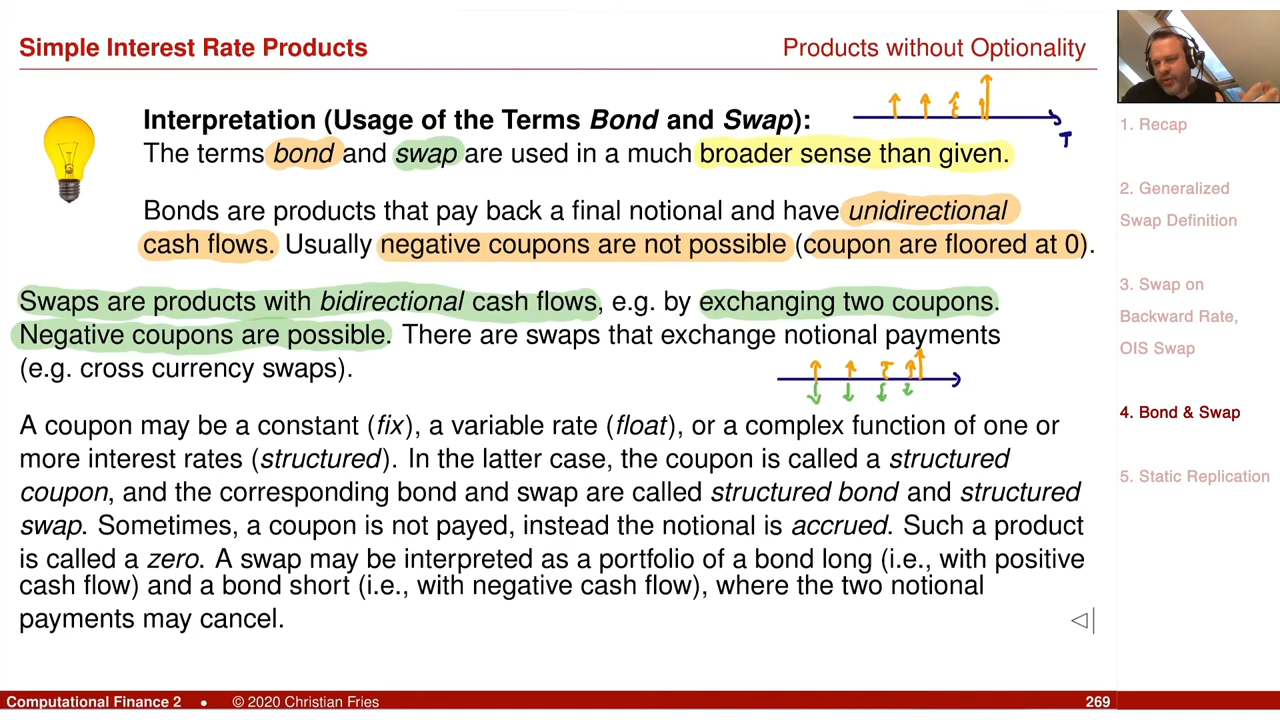 Simple Interest Rate Products
Products without Optionality
Interpretation (Usage of the Terms Bond and Swap):
The terms bond and swap are used in a much broader sense than given.
T
Bonds are products that pay back a final notional and have unidirectional
cash flows. Usually negative coupons are not possible (coupon are floored at 0).
Swaps are products with bidirectional cash flows, e.g. by exchanging two coupons.
Negative coupons are possible. There are swaps that exchange notional payments
(e.g. cross currency swaps).
A coupon may be a constant (fix), a variable rate (float), or a complex function of one or
more interest rates (structured). In the latter case, the coupon is called a structured
coupon, and the corresponding bond and swap are called structured bond and structured
swap. Sometimes, a coupon is not payed, instead the notional is accrued. Such a product
is called a zero. A swap may be interpreted as a portfolio of a bond long (i.e., with positive
cash flow) and a bond short (i.e., with negative cash flow), where the two notional
payments may cancel.
1. Recap
2. Generalized
Swap Definition
3. Swap on
Backward Rate,
OIS Swap
4. Bond & Swap
5. Static Replication
Computational Finance 2 • © 2020 Christian Fries
269